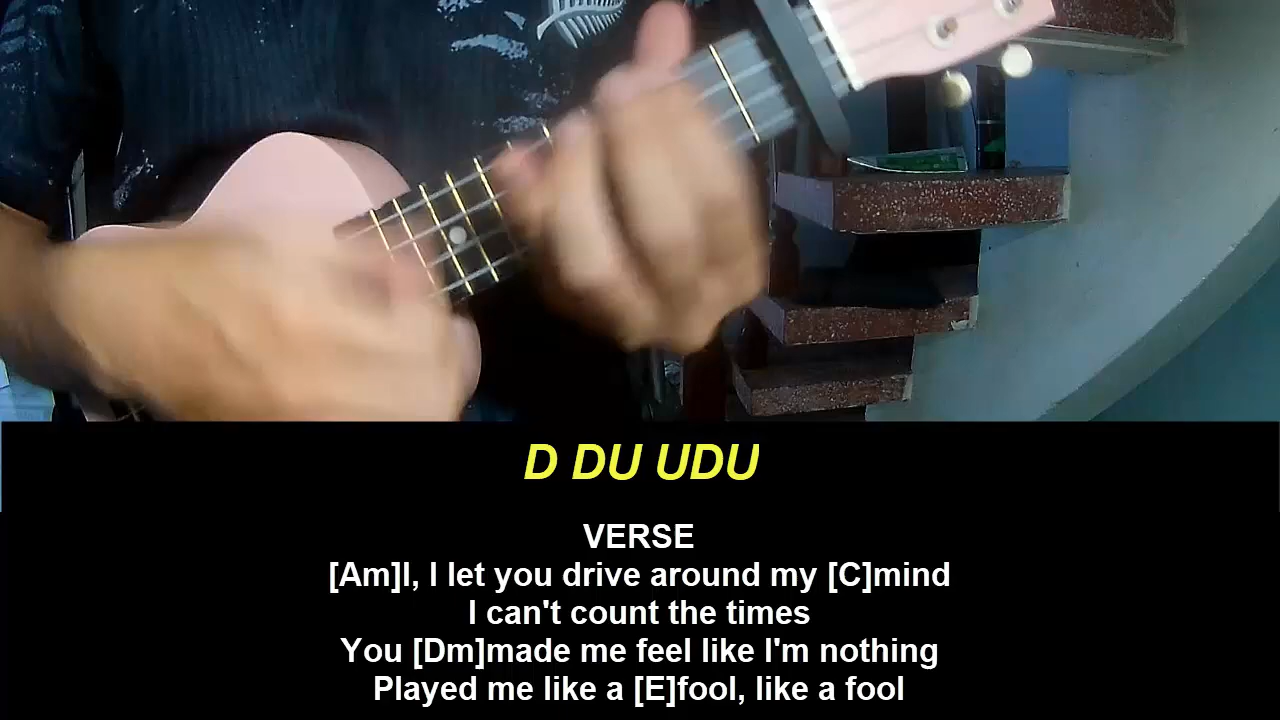 D DU UDU
VERSE
[Am]I, I let you drive around my [C]mind
I can't count the times
You [Dm]made me feel like I'm nothing
Played me like a [E]fool, like a fool